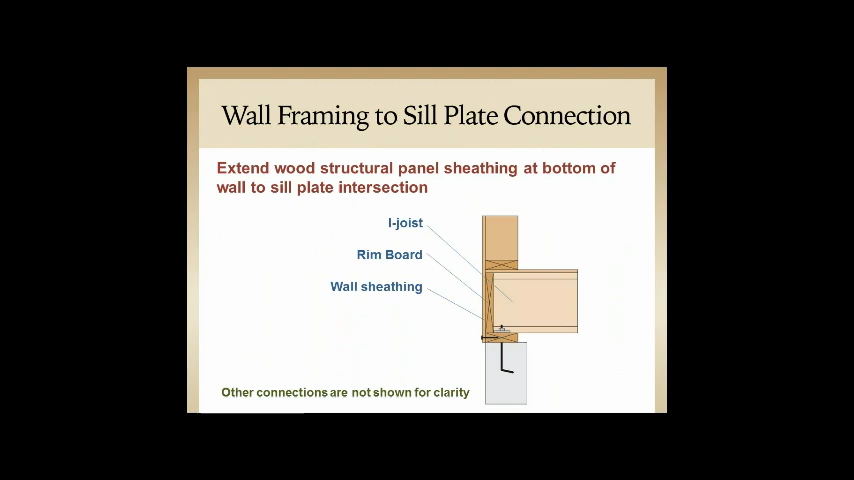 Wall Framing to Sill Plate Connection
Extend wood structural panel sheathing at bottom of
wall to sill plate intersection
I-joist
Rim Board
Wall sheathing
Other connections are not shown for clarity